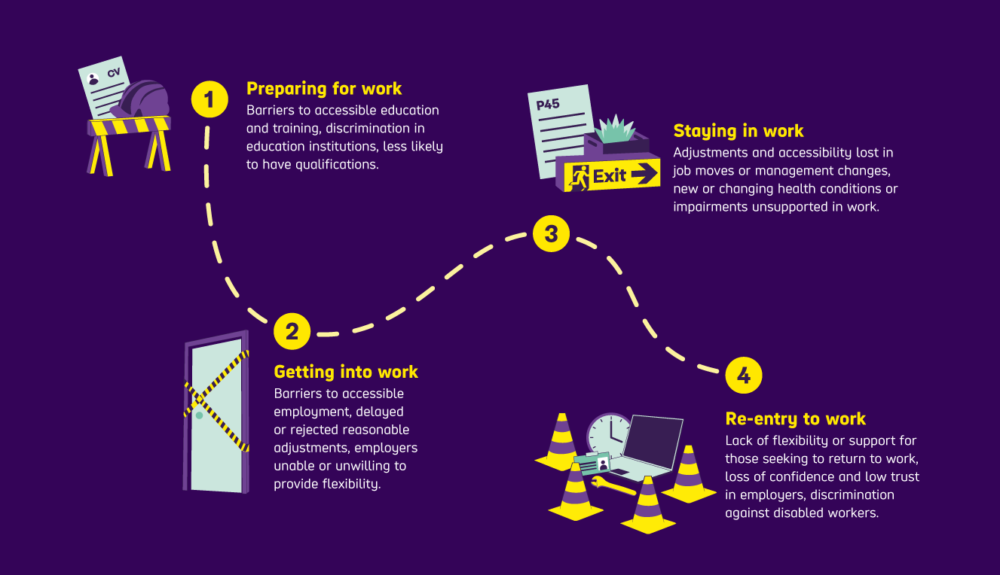 CV
1
Preparing for work
Barriers to accessible education
and training, discrimination in
education institutions, less likely
to have qualifications.
2
Getting into work
Barriers to accessible
employment, delayed
or rejected reasonable
adjustments, employers
unable or unwilling to
provide flexibility.
P45
Exit
3
Staying in work
Adjustments and accessibility lost in
job moves or management changes,
new or changing health conditions or
impairments unsupported in work.
4
Re-entry to work
Lack of flexibility or support for
those seeking to return to work,
loss of confidence and low trust
in employers, discrimination
against disabled workers.